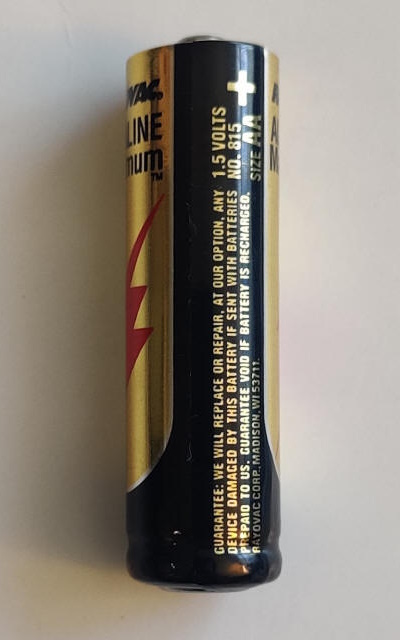 VAC
LINE
mum™
+
1.5 VOLTS
NO. 815
SIZE AA
GUARANTEE: WE WILL REPLACE OR REPAIR, AT OUR OPTION, ANY
DEVICE DAMAGED BY THIS BATTERY IF SENT WITH BATTERIES
PREPAID TO US. GUARANTEE VOID IF BATTERY IS RECHARGED.
RAYOVAC CORP., MADISON, WI 53711.
A
M